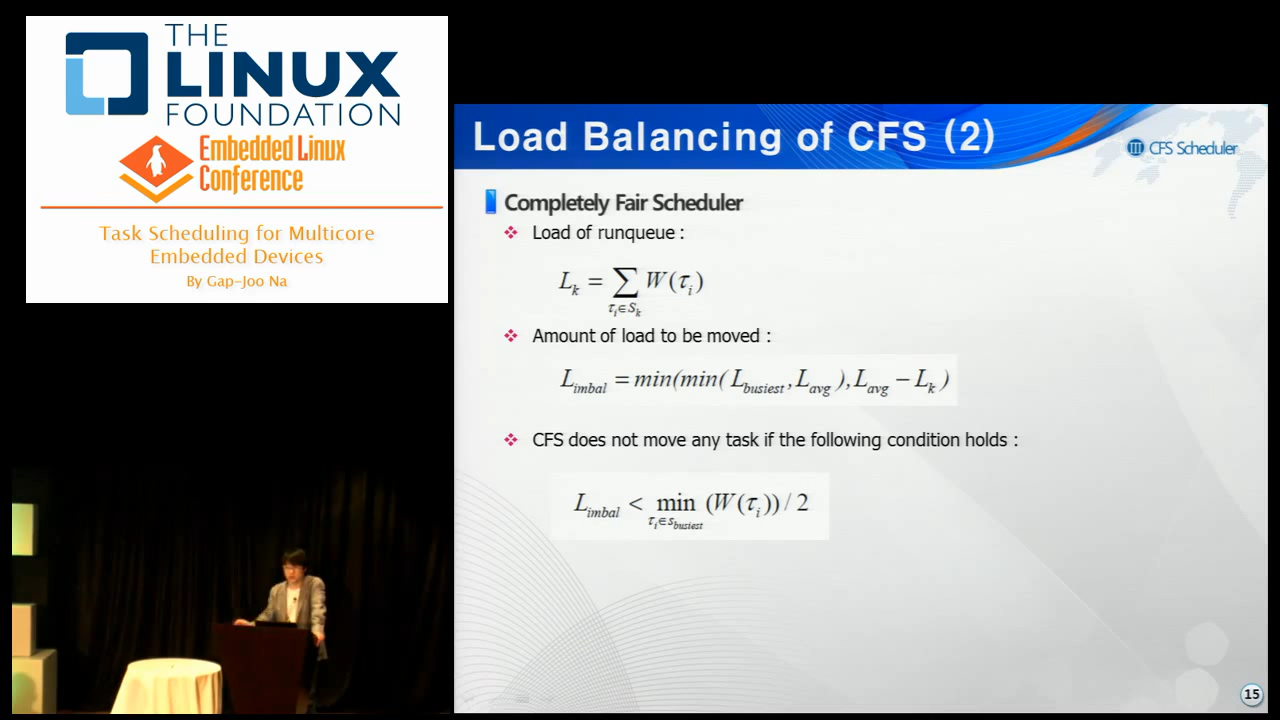 THE
LINUX
FOUNDATION
Embedded Linux
Conference
Task Scheduling for Multicore
Embedded Devices
By Gap-Joo Na
Load Balancing of CFS (2)
III CFS Scheduler
Completely Fair Scheduler
❖ Load of runqueue :
L_k = ∑_{τ_i∈S_k} W(τ_i)
❖ Amount of load to be moved :
L_imbal = min(min( L_busiest , L_avg ), L_avg − L_k )
❖ CFS does not move any task if the following condition holds :
L_imbal < min_{τ_i∈s_busiest} (W(τ_i)) / 2
15